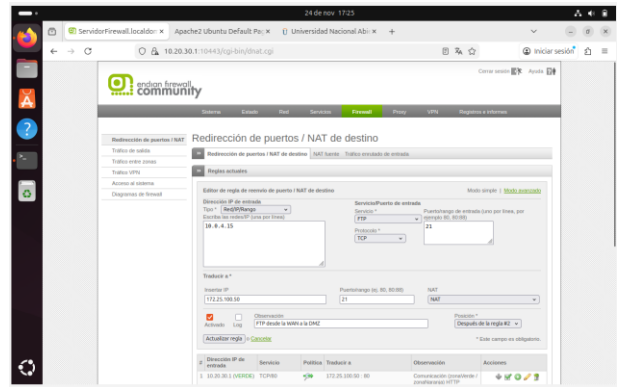 24 de nov 17:25
ServidorFirewall.localdom × Apache2 Ubuntu Default Pag × Universidad Nacional Abie × +
10.20.30.1:10443/cgi-bin/dnat.cgi Iniciar sesión
Cerrar sesión Ayuda
endian firewall
community
Sistema Estado Red Servicios Firewall Proxy VPN Registros e informes
Redirección de puertos / NAT
Tráfico de salida
Tráfico entre zonas
Tráfico VPN
Acceso al sistema
Diagramas de firewall
Redirección de puertos / NAT de destino
Redirección de puertos / NAT de destino NAT fuente Tráfico enrutado de entrada
Reglas actuales
Editor de regla de reenvío de puerto / NAT de destino Modo simple | Modo avanzado
Dirección IP de entrada Servicio/Puerto de entrada
Tipo * Red/IP/Rango Servicio * Puerto/rango de entrada (uno por línea, por
Escriba las redes/IP (una por línea) FTP ejemplo 80, 80:88)
10.0.4.15 Protocolo * 21
TCP
Traducir a *
Insertar IP Puerto/rango (ej. 80, 80:88) NAT
172.25.100.50 21 NAT
Observación Posición *
Activado Log FTP desde la WAN a la DMZ Después de la regla #2
Actualizar regla o Cancelar * Este campo es obligatorio.
# Dirección IP de entrada Servicio Política Traducir a Observación Acciones
1 10.20.30.1 (VERDE) TCP/80 172.25.100.50 : 80 Comunicación (zonaVerde /
zonaNaranja) HTTP